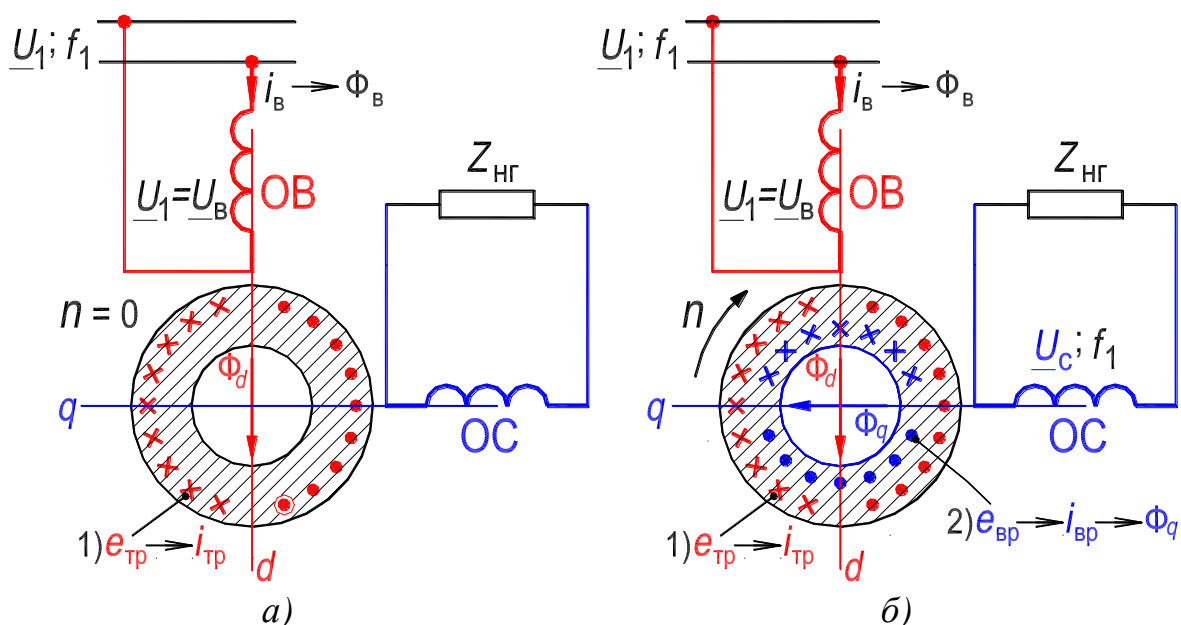 U₁; f₁
iв → Фв
U₁=Uв
ОВ
Zнг
n = 0
Фd
q
ОС
1) eтр → iтр
d
а)
U₁; f₁
iв → Фв
U₁=Uв
ОВ
Zнг
n
Фd
Uс; f₁
q
Фq
ОС
1) eтр → iтр
2) eвр → iвр → Фq
d
б)